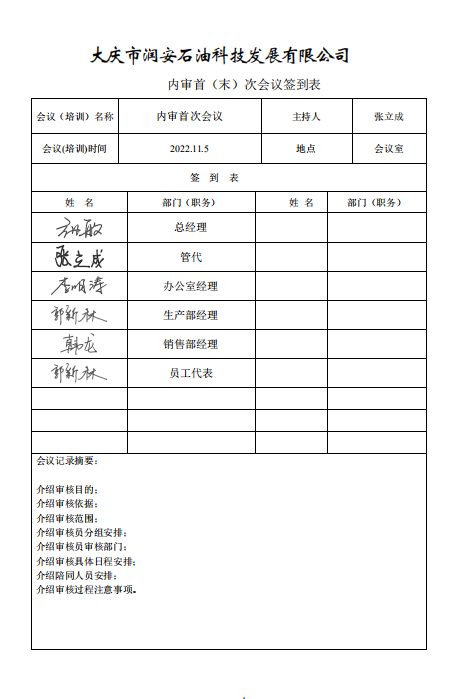 大庆市润安石油科技发展有限公司
内审首（末）次会议签到表
会议（培训）名称 内审首次会议 主持人 张立成
会议(培训)时间 2022.11.5 地点 会议室
签 到 表
姓 名 部门（职务） 姓 名 部门（职务）
总经理
张立成 管代
李明涛 办公室经理
郭新林 生产部经理
韩龙 销售部经理
郭新林 员工代表
会议记录摘要：
介绍审核目的；
介绍审核依据；
介绍审核范围；
介绍审核员分组安排；
介绍审核员审核部门；
介绍审核具体日程安排；
介绍陪同人员安排；
介绍审核过程注意事项。